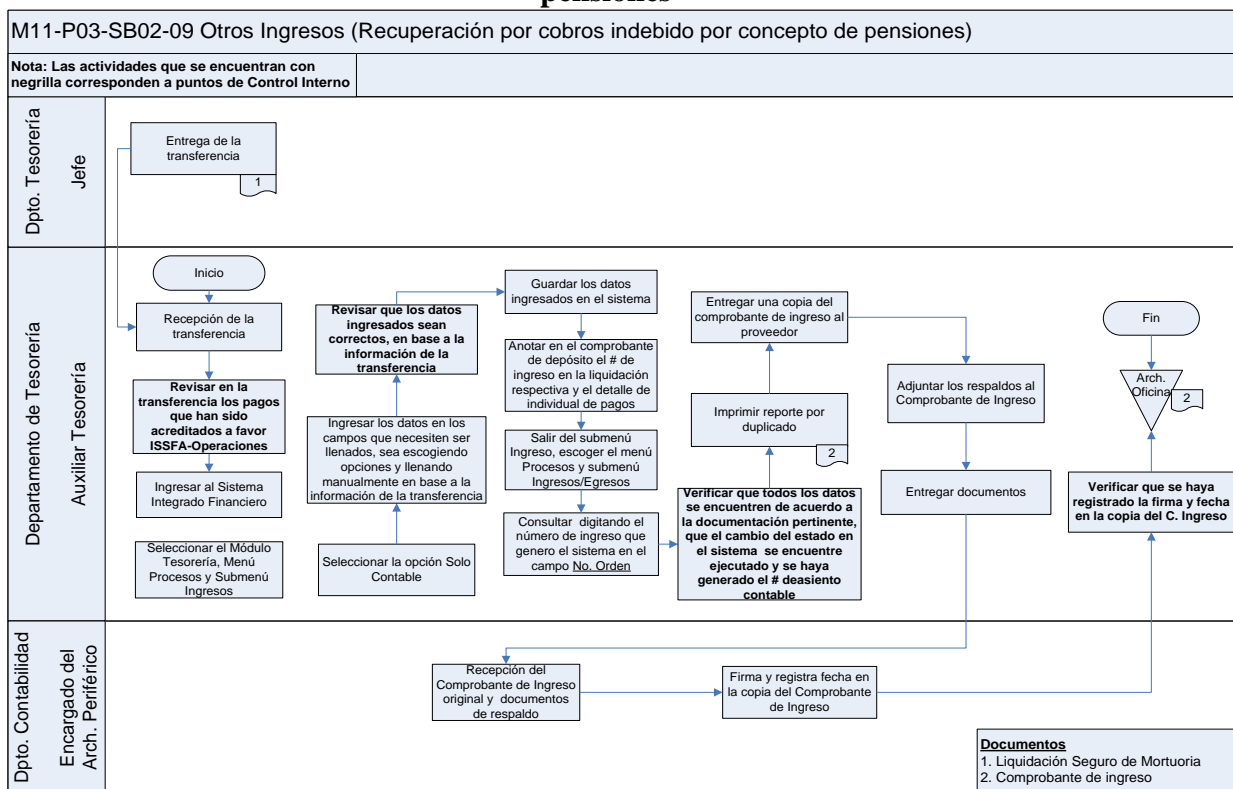 pensiones
M11-P03-SB02-09 Otros Ingresos (Recuperación por cobros indebido por concepto de pensiones)
Nota: Las actividades que se encuentran con
negrilla corresponden a puntos de Control Interno
Dpto. Tesorería
Jefe
Entrega de la
transferencia
1
Departamento de Tesorería
Auxiliar Tesorería
Inicio
Recepción de la
transferencia
Revisar en la
transferencia los pagos
que han sido
acreditados a favor
ISSFA-Operaciones
Ingresar al Sistema
Integrado Financiero
Seleccionar el Módulo
Tesorería, Menú
Procesos y Submenú
Ingresos
Revisar que los datos
ingresados sean
correctos, en base a la
información de la
transferencia
Ingresar los datos en los
campos que necesiten ser
llenados, sea escogiendo
opciones y llenando
manualmente en base a la
información de la transferencia
Seleccionar la opción Solo
Contable
Guardar los datos
ingresados en el sistema
Anotar en el comprobante
de depósito el # de
ingreso en la liquidación
respectiva y el detalle de
individual de pagos
Salir del submenú
Ingreso, escoger el menú
Procesos y submenú
Ingresos/Egresos
Consultar digitando el
número de ingreso que
genero el sistema en el
campo No. Orden
Entregar una copia del
comprobante de ingreso al
proveedor
Imprimir reporte por
duplicado
2
Verificar que todos los datos
se encuentren de acuerdo
a la documentación pertinente,
que el cambio del estado en
el sistema se encuentre
ejecutado y se haya
generado el # deasiento
contable
Adjuntar los respaldos al
Comprobante de Ingreso
Entregar documentos
Fin
Arch.
Oficina
2
Verificar que se haya
registrado la firma y fecha
en la copia del C. Ingreso
Dpto. Contabilidad
Encargado del
Arch. Periférico
Recepción del
Comprobante de Ingreso
original y documentos
de respaldo
Firma y registra fecha en
la copia del Comprobante
de Ingreso
Documentos
1. Liquidación Seguro de Mortuoria
2. Comprobante de ingreso